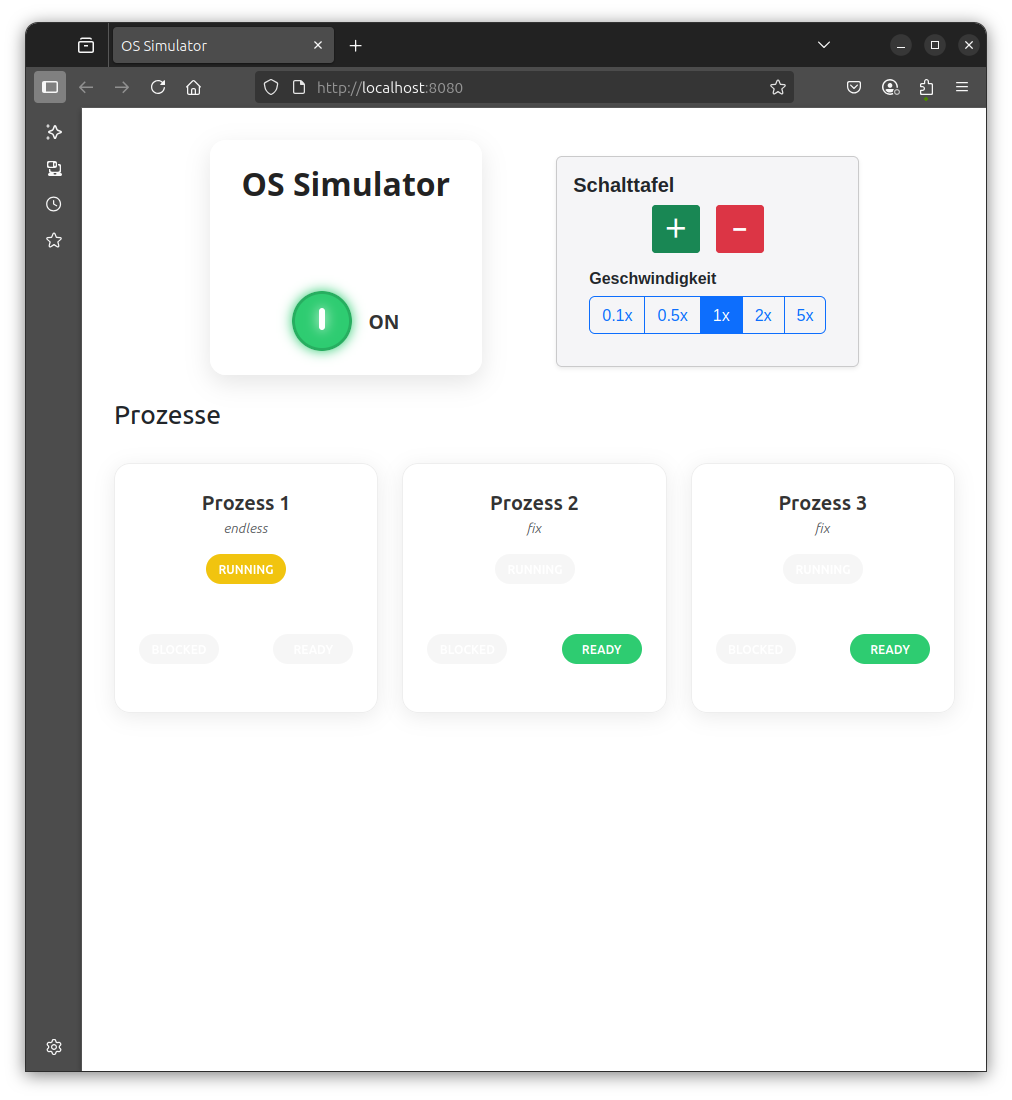 OS Simulator
http://localhost:8080
OS Simulator
ON
Schalttafel
+ -
Geschwindigkeit
0.1x 0.5x 1x 2x 5x
Prozesse
Prozess 1
endless
RUNNING
BLOCKED READY
Prozess 2
fix
RUNNING
BLOCKED READY
Prozess 3
fix
RUNNING
BLOCKED READY